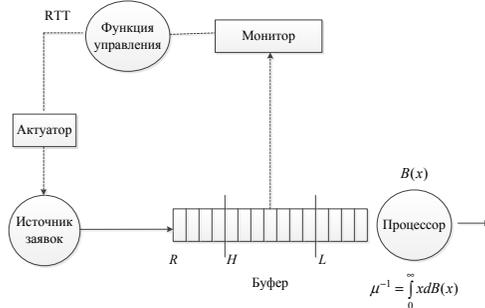 RTT
Функция
управления
Монитор
Актуатор
B(x)
Источник
заявок
Процессор
R
H
L
Буфер
μ⁻¹ = ∫₀^∞ xdB(x)